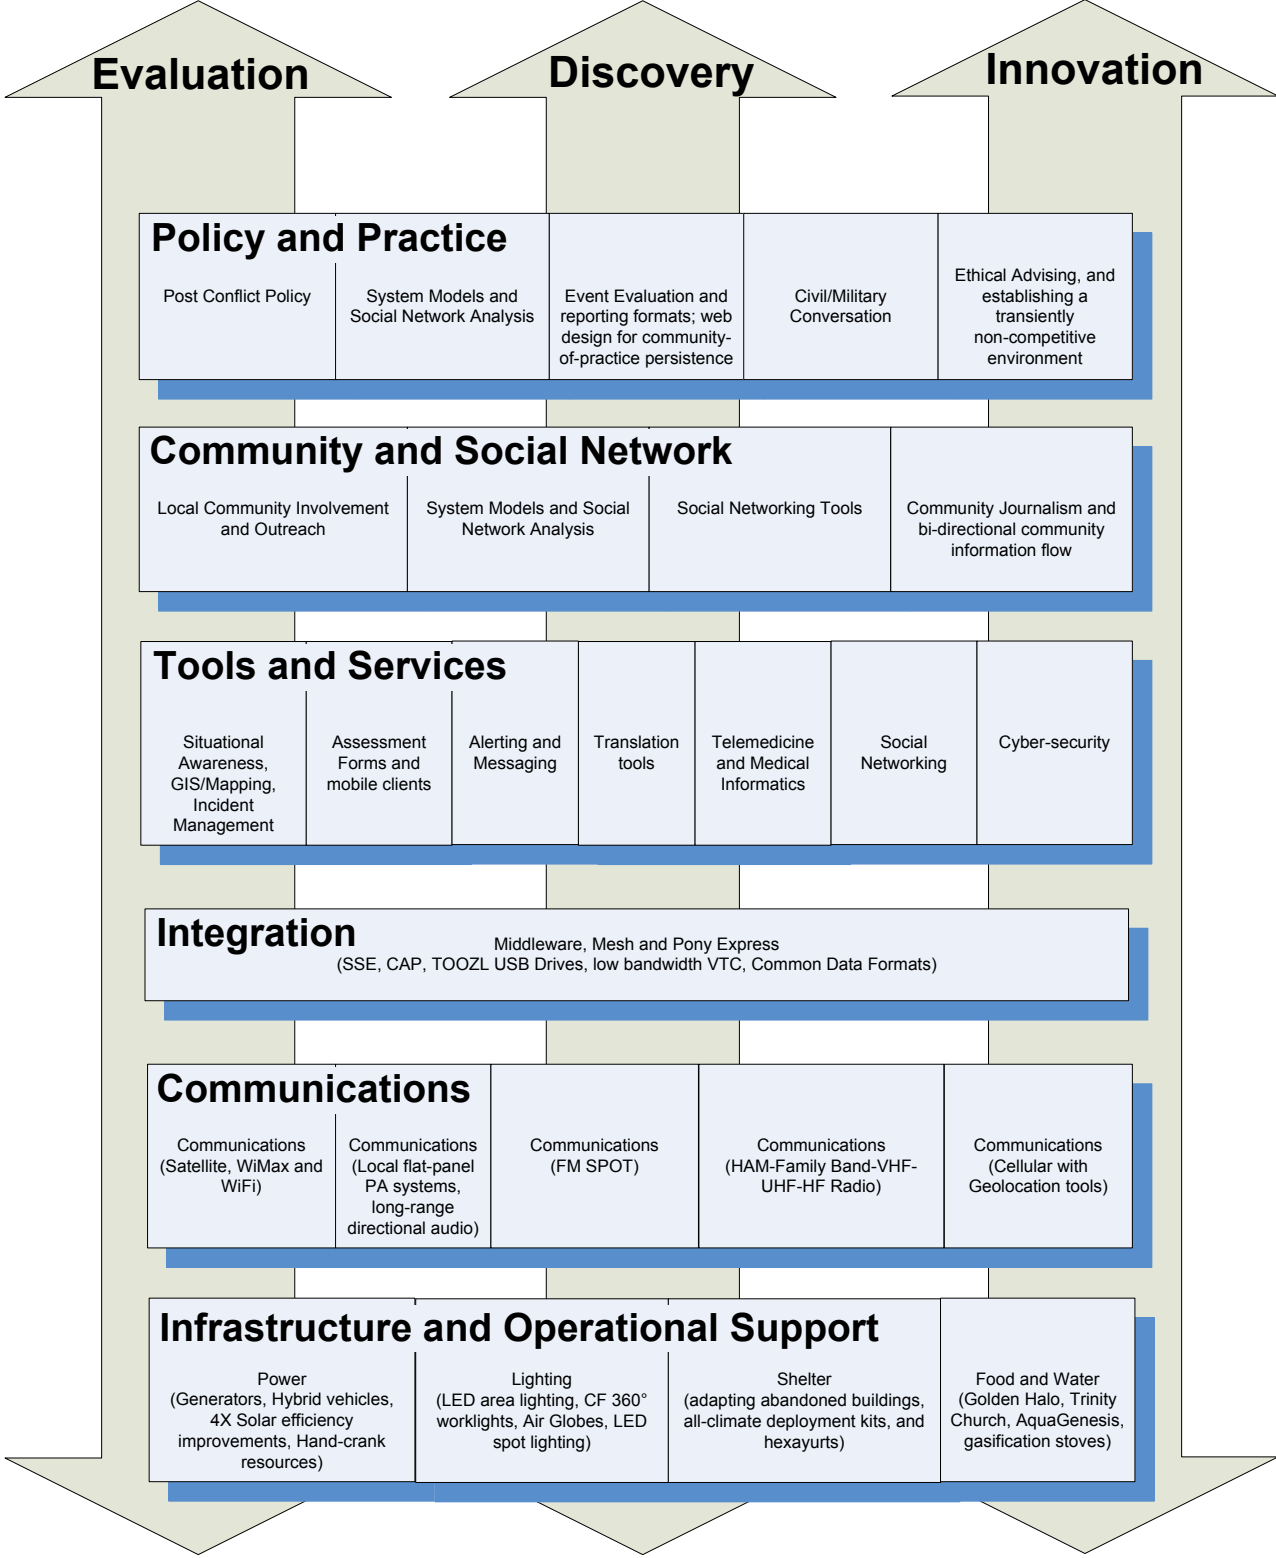 Evaluation
Discovery
Innovation
Policy and Practice
Post Conflict Policy
System Models and
Social Network Analysis
Event Evaluation and
reporting formats; web
design for community-
of-practice persistence
Civil/Military
Conversation
Ethical Advising, and
establishing a
transiently
non-competitive
environment
Community and Social Network
Local Community Involvement
and Outreach
System Models and Social
Network Analysis
Social Networking Tools
Community Journalism and
bi-directional community
information flow
Tools and Services
Situational
Awareness,
GIS/Mapping,
Incident
Management
Assessment
Forms and
mobile clients
Alerting and
Messaging
Translation
tools
Telemedicine
and Medical
Informatics
Social
Networking
Cyber-security
Integration
Middleware, Mesh and Pony Express
(SSE, CAP, TOOZL USB Drives, low bandwidth VTC, Common Data Formats)
Communications
Communications
(Satellite, WiMax and
WiFi)
Communications
(Local flat-panel
PA systems,
long-range
directional audio)
Communications
(FM SPOT)
Communications
(HAM-Family Band-VHF-
UHF-HF Radio)
Communications
(Cellular with
Geolocation tools)
Infrastructure and Operational Support
Power
(Generators, Hybrid vehicles,
4X Solar efficiency
improvements, Hand-crank
resources)
Lighting
(LED area lighting, CF 360°
worklights, Air Globes, LED
spot lighting)
Shelter
(adapting abandoned buildings,
all-climate deployment kits, and
hexayurts)
Food and Water
(Golden Halo, Trinity
Church, AquaGenesis,
gasification stoves)